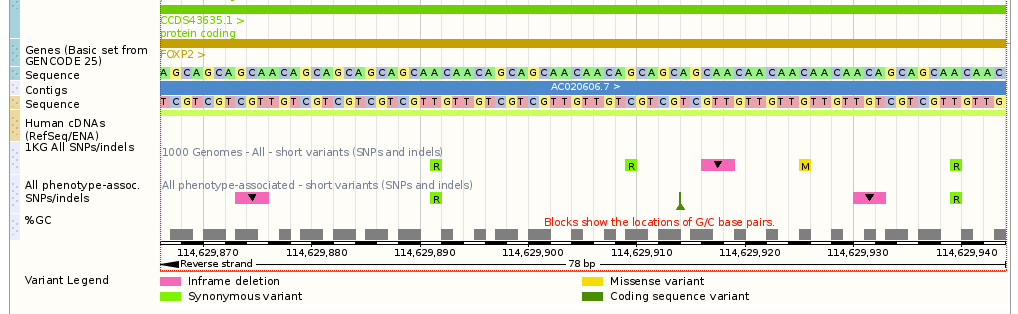 CCDS43635.1 >
protein coding
Genes (Basic set from
GENCODE 25)
FOXP2 >
Sequence
A G C A G C A G C A A C A G C A G C A G C A G C A A C A A C A G C A G C A A C A A C A G C A G C A G C A A C A A C A A C A A C A A C A G C A G C A A C A A C
Contigs
AC020606.7 >
Sequence
T C G T C G T C G T T G T C G T C G T C G T C G T T G T T G T C G T C G T T G T T G T C G T C G T C G T T G T T G T T G T T G T T G T C G T C G T T G T T G
Human cDNAs
(RefSeq/ENA)
1KG All SNPs/indels
1000 Genomes - All - short variants (SNPs and indels)
R R M R
All phenotype-assoc.
SNPs/indels
All phenotype-associated - short variants (SNPs and indels)
R R
%GC
Blocks show the locations of G/C base pairs.
114,629,870 114,629,880 114,629,890 114,629,900 114,629,910 114,629,920 114,629,930 114,629,940
Reverse strand 78 bp
Variant Legend
Inframe deletion
Missense variant
Synonymous variant
Coding sequence variant